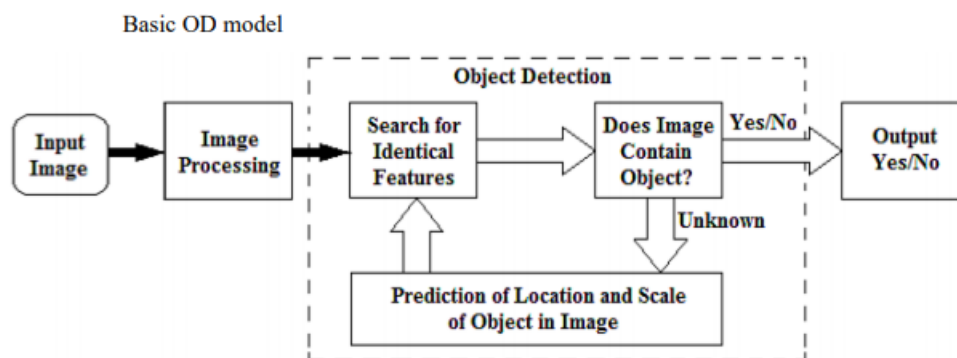 Basic OD model
Object Detection
Input
Image
Image
Processing
Search for
Identical
Features
Does Image
Contain
Object?
Yes/No
Output
Yes/No
Unknown
Prediction of Location and Scale
of Object in Image